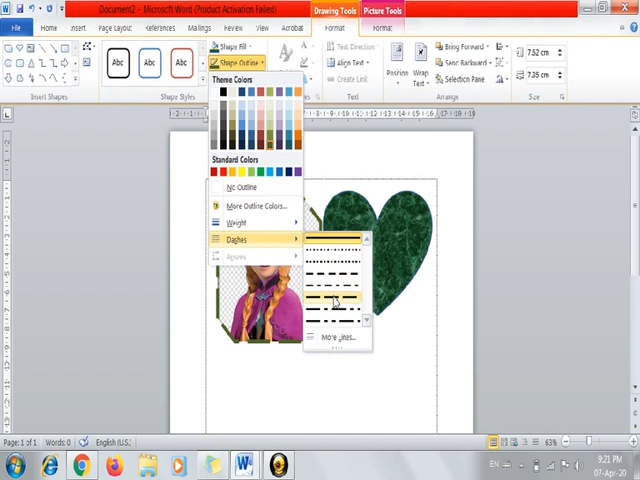 Document2 - Microsoft Word (Product Activation Failed)
Drawing Tools
Picture Tools
File
Home
Insert
Page Layout
References
Mailings
Review
View
Format
Format
Abc
Abc
Abc
Shape Fill
Shape Outline
Text Direction
Align Text
Create Link
Position
Wrap Text
Bring Forward
Send Backward
Selection Pane
7.52 cm
7.35 cm
Insert Shapes
Shape Styles
Text
Arrange
Size
Theme Colors
Standard Colors
No Outline
More Outline Colors...
Weight
Dashes
Arrows
More Lines...
Page: 1 of 1
Words: 0
English (U.S.)
63%
EN
9:21 PM
07-Apr-20